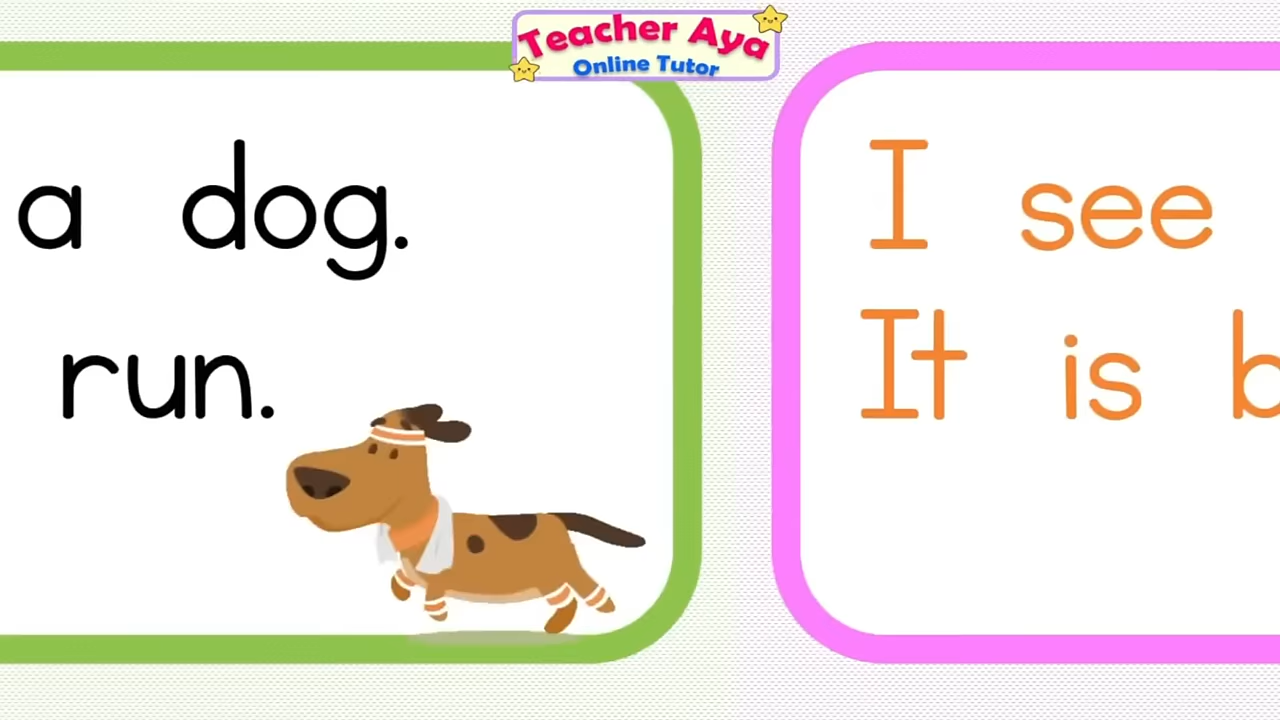 Teacher Aya
Online Tutor
a dog.
run.
I see
It is